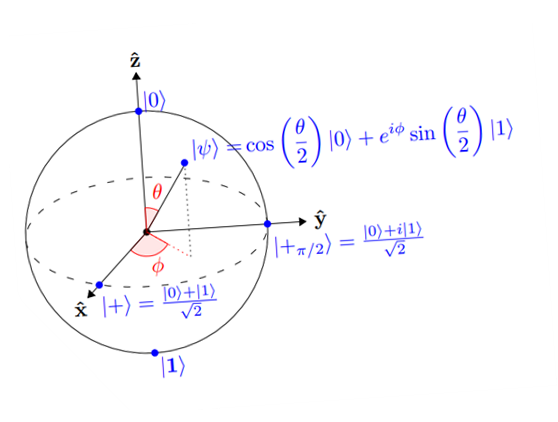 ẑ
|0⟩
|ψ⟩ = cos(θ/2)|0⟩ + e^{iϕ} sin(θ/2)|1⟩
θ
ŷ
|+_{π/2}⟩ = (|0⟩+i|1⟩)/√2
ϕ
x̂
|+⟩ = (|0⟩+|1⟩)/√2
|1⟩